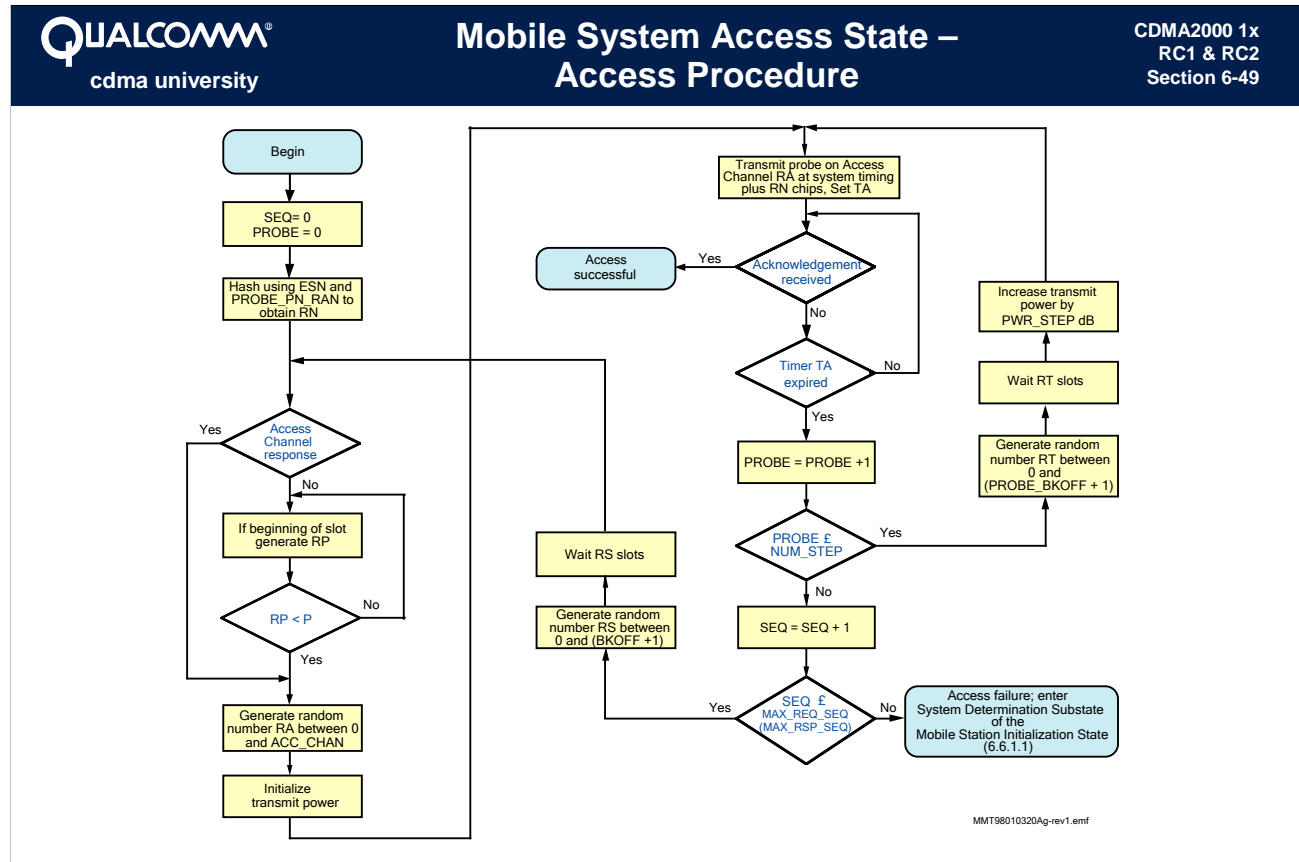 QUALCOMM®
cdma university
Mobile System Access State –
Access Procedure
CDMA2000 1x
RC1 & RC2
Section 6-49
Begin
SEQ= 0
PROBE = 0
Hash using ESN and
PROBE_PN_RAN to
obtain RN
Access
Channel
response
Yes
No
If beginning of slot
generate RP
RP < P
No
Yes
Generate random
number RA between 0
and ACC_CHAN
Initialize
transmit power
Transmit probe on Access
Channel RA at system timing
plus RN chips, Set TA
Acknowledgement
received
Yes
Access
successful
No
Timer TA
expired
No
Yes
PROBE = PROBE +1
PROBE £
NUM_STEP
Yes
Generate random
number RT between
0 and
(PROBE_BKOFF + 1)
Wait RT slots
Increase transmit
power by
PWR_STEP dB
No
SEQ = SEQ + 1
SEQ £
MAX_REQ_SEQ
(MAX_RSP_SEQ)
Yes
Generate random
number RS between
0 and (BKOFF +1)
Wait RS slots
No
Access failure; enter
System Determination Substate
of the
Mobile Station Initialization State
(6.6.1.1)
MMT98010320Ag-rev1.emf